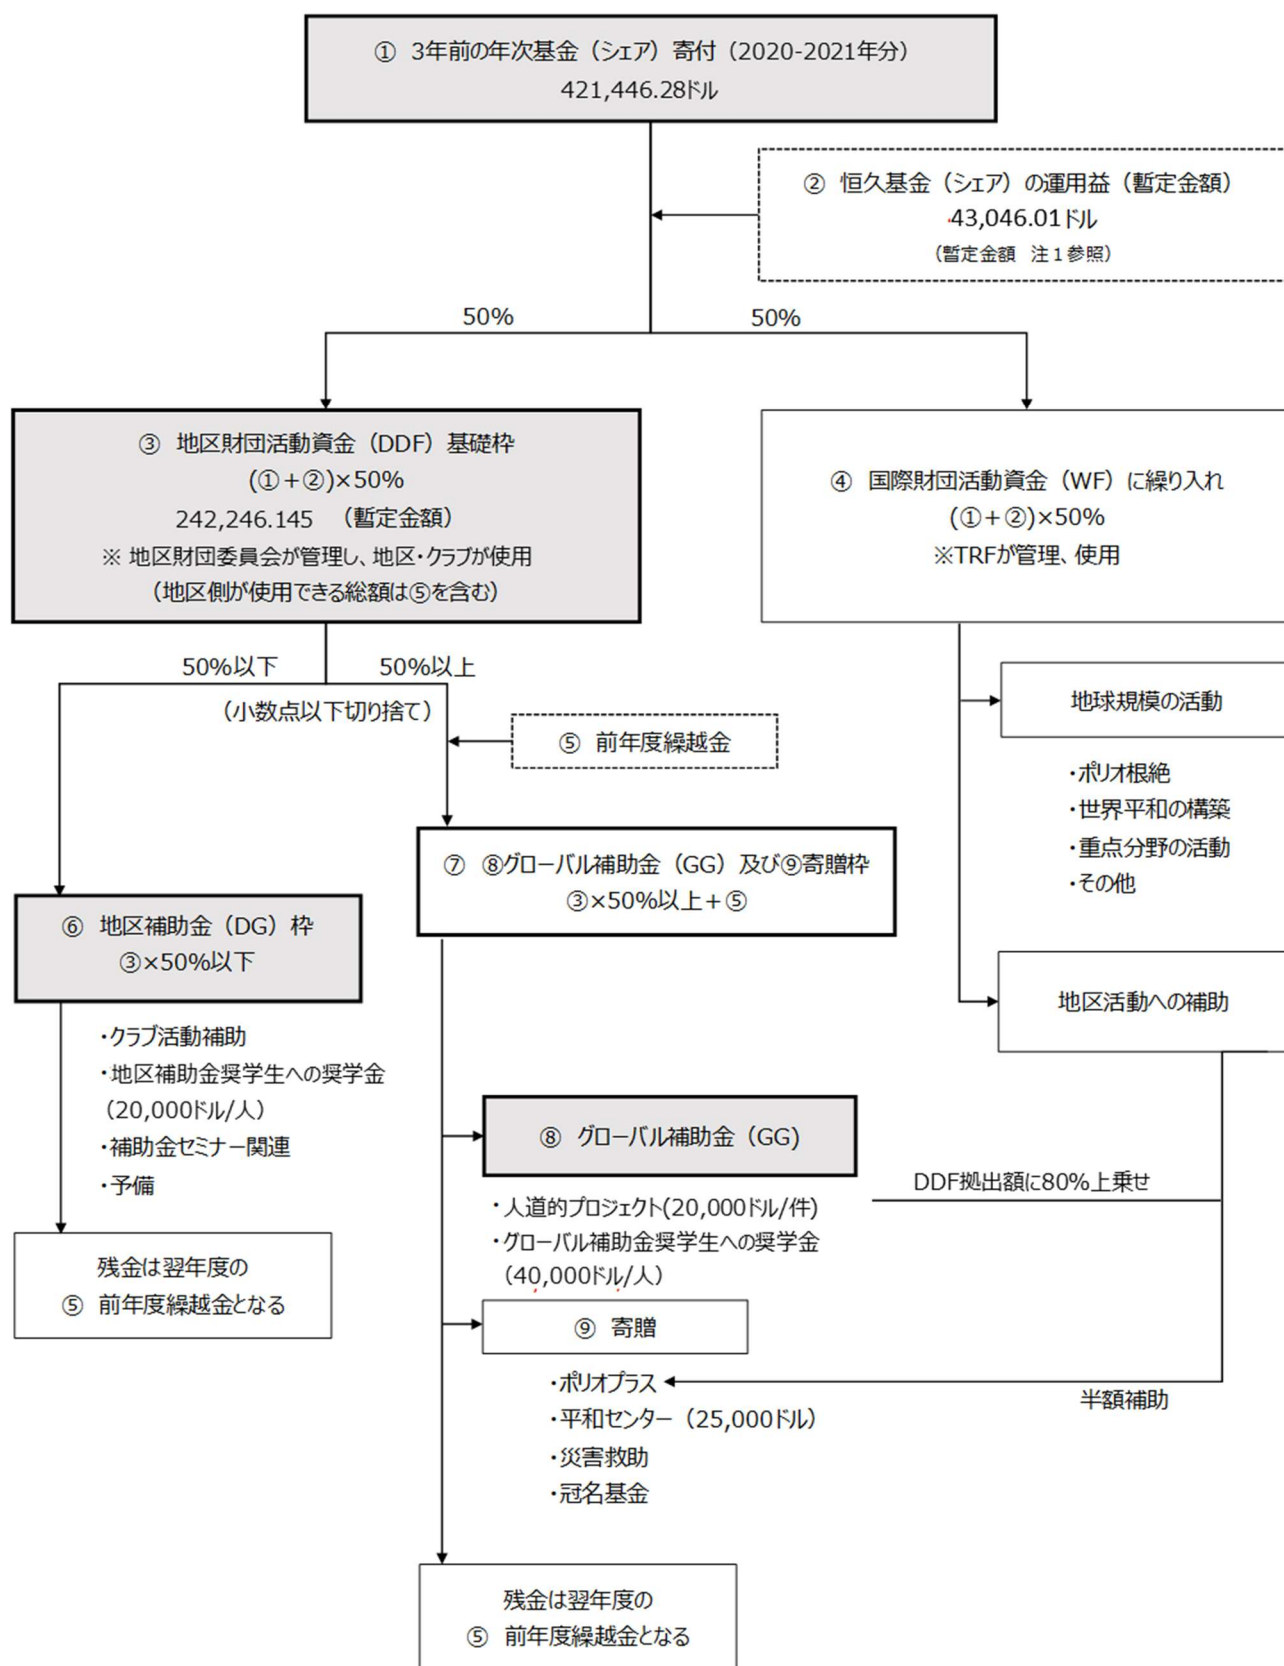 ① 3年前の年次基金（シェア）寄付（2020-2021年分）
421,446.28ドル
② 恒久基金（シェア）の運用益（暫定金額）
43,046.01ドル
（暫定金額　注１参照）
50%
50%
③ 地区財団活動資金（DDF）基礎枠
(①＋②)×50%
242,246.145 （暫定金額）
※ 地区財団委員会が管理し、地区・クラブが使用
（地区側が使用できる総額は⑤を含む）
④ 国際財団活動資金（WF）に繰り入れ
(①＋②)×50%
※TRFが管理、使用
50%以下
50%以上
（小数点以下切り捨て）
⑤ 前年度繰越金
地球規模の活動
・ポリオ根絶
・世界平和の構築
・重点分野の活動
・その他
⑦ ⑧グローバル補助金（GG）及び⑨寄贈枠
③×50%以上＋⑤
⑥ 地区補助金（DG）枠
③×50%以下
地区活動への補助
・クラブ活動補助
・地区補助金奨学生への奨学金
（20,000ドル/人）
・補助金セミナー関連
・予備
⑧ グローバル補助金（GG)
DDF拠出額に80%上乗せ
・人道的プロジェクト(20,000ドル/件)
・グローバル補助金奨学生への奨学金
（40,000ドル/人）
残金は翌年度の
⑤ 前年度繰越金となる
⑨ 寄贈
・ポリオプラス
半額補助
・平和センター（25,000ドル）
・災害救助
・冠名基金
残金は翌年度の
⑤ 前年度繰越金となる